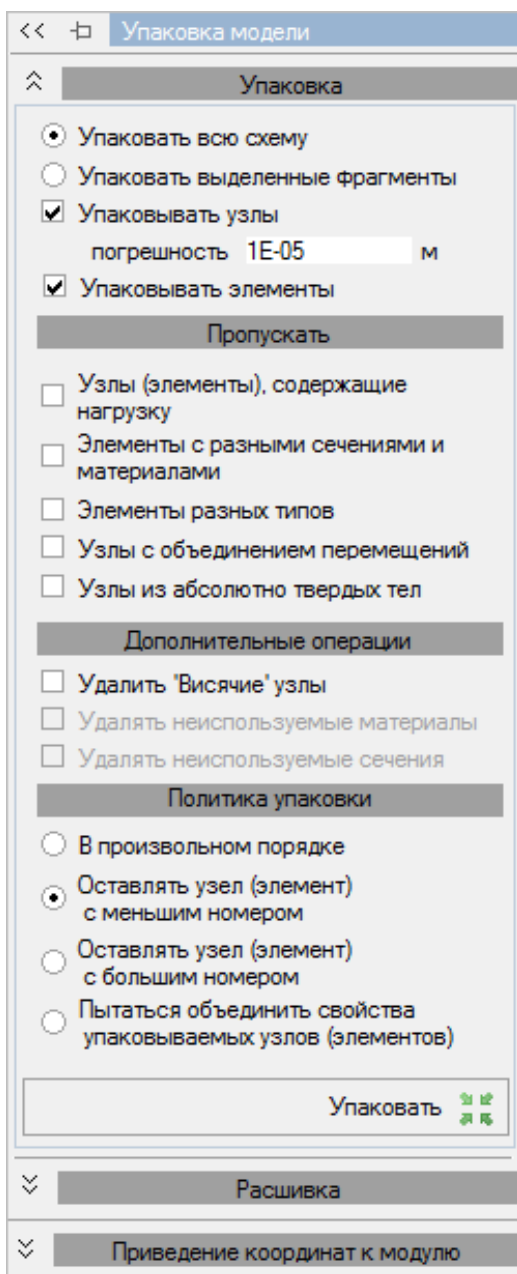 << Упаковка модели
Упаковка
Упаковать всю схему
Упаковать выделенные фрагменты
Упаковывать узлы
погрешность 1E-05 м
Упаковывать элементы
Пропускать
Узлы (элементы), содержащие
нагрузку
Элементы с разными сечениями и
материалами
Элементы разных типов
Узлы с объединением перемещений
Узлы из абсолютно твердых тел
Дополнительные операции
Удалить "Висячие" узлы
Удалять неиспользуемые материалы
Удалять неиспользуемые сечения
Политика упаковки
В произвольном порядке
Оставлять узел (элемент)
с меньшим номером
Оставлять узел (элемент)
с большим номером
Пытаться объединить свойства
упаковываемых узлов (элементов)
Упаковать
Расшивка
Приведение координат к модулю